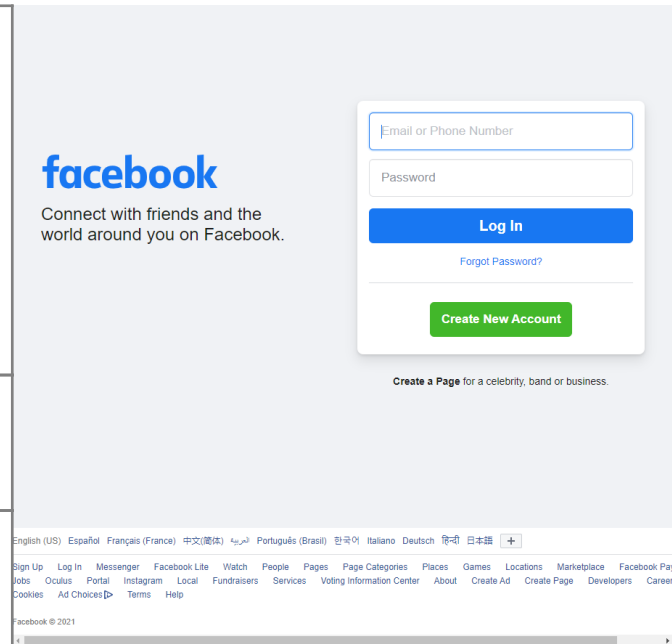 facebook
Connect with friends and the
world around you on Facebook.
Email or Phone Number
Password
Log In
Forgot Password?
Create New Account
Create a Page for a celebrity, band or business.
English (US) Español Français (France) 中文(简体) العربية Português (Brasil) 한국어 Italiano Deutsch हिन्दी 日本語 +
Sign Up Log In Messenger Facebook Lite Watch People Pages Page Categories Places Games Locations Marketplace Facebook Pay
Jobs Oculus Portal Instagram Local Fundraisers Services Voting Information Center About Create Ad Create Page Developers Career
Cookies Ad Choices Terms Help
Facebook © 2021